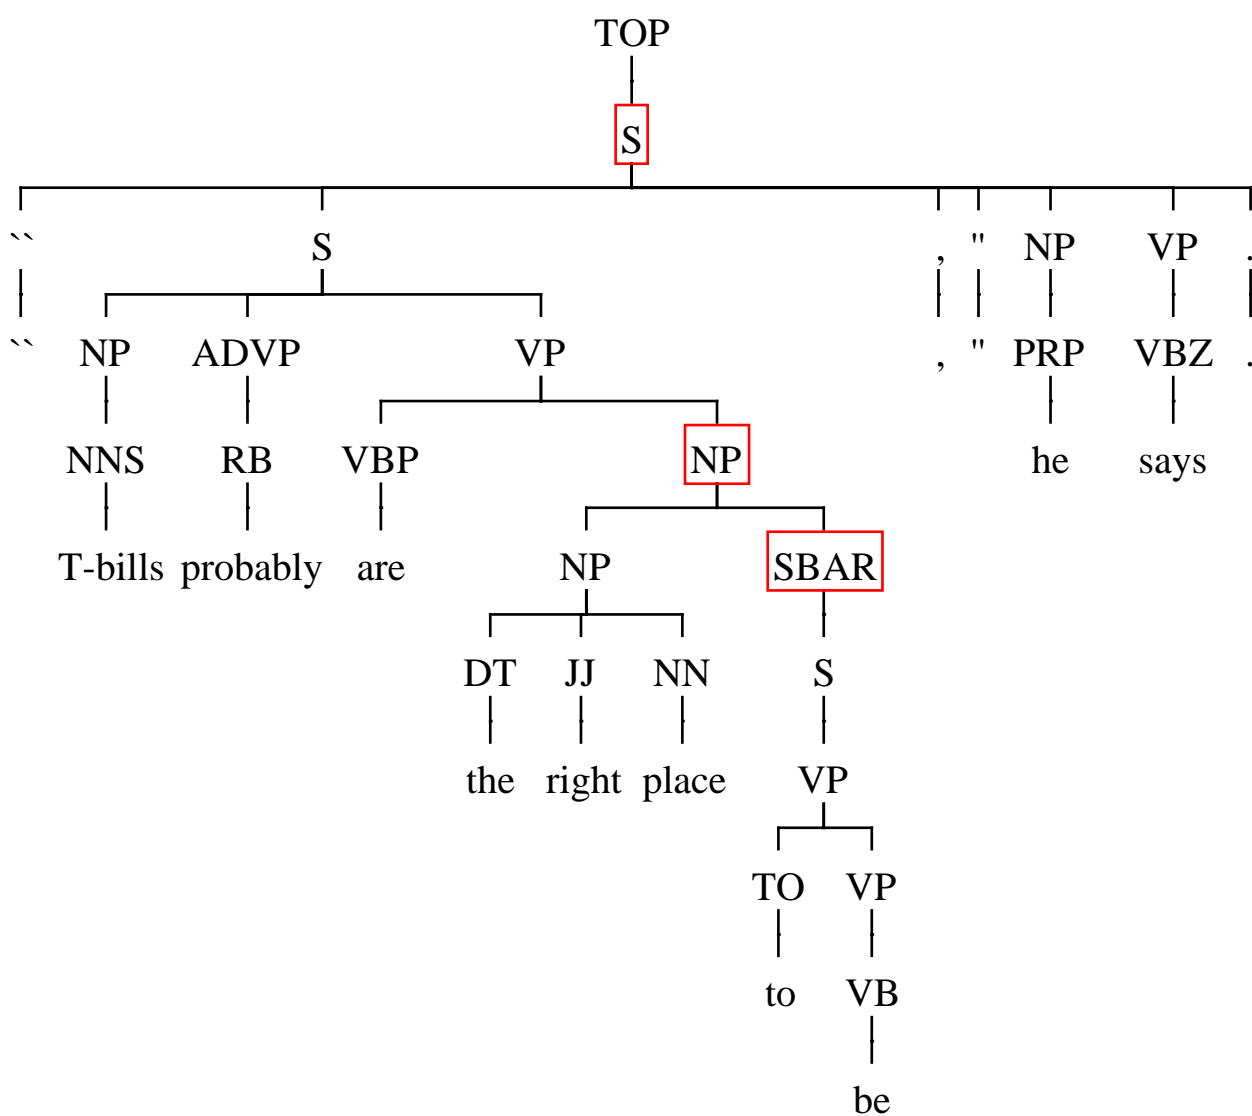 TOP
S
`` S , " NP VP .
`` NP ADVP VP , " PRP VBZ .
NNS RB VBP NP he says
T-bills probably are NP SBAR
DT JJ NN S
the right place VP
TO VP
to VB
be